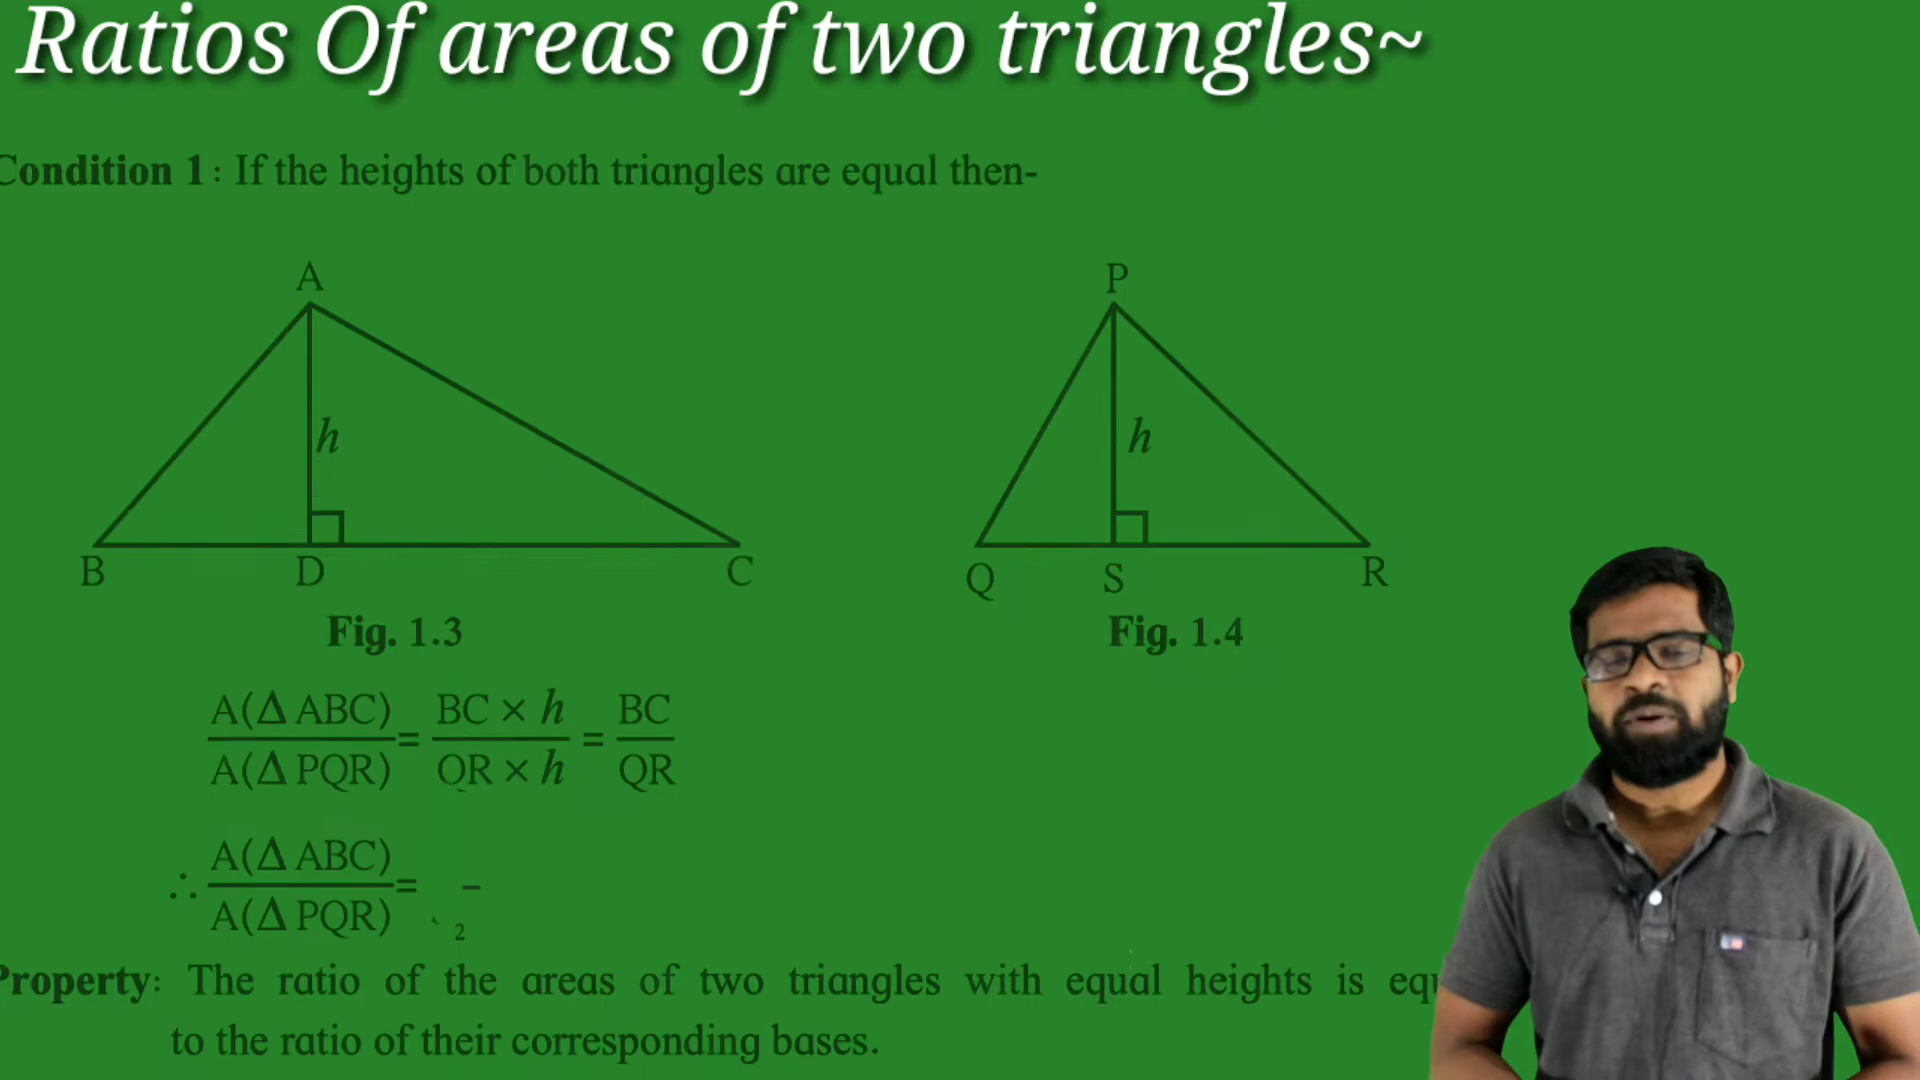 Ratios Of areas of two triangles~
Condition 1: If the heights of both triangles are equal then-
A
P
h
h
B D C
Q S R
Fig. 1.3
Fig. 1.4
A(Δ ABC) / A(Δ PQR) = BC × h / QR × h = BC / QR
∴ A(Δ ABC) / A(Δ PQR) =
2
Property: The ratio of the areas of two triangles with equal heights is
to the ratio of their corresponding bases.